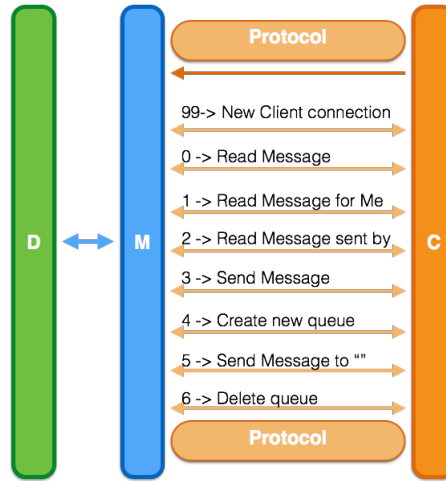 Protocol
99-> New Client connection
0 -> Read Message
1 -> Read Message for Me
D
M
2 -> Read Message sent by
C
3 -> Send Message
4 -> Create new queue
5 -> Send Message to “”
6 -> Delete queue
Protocol